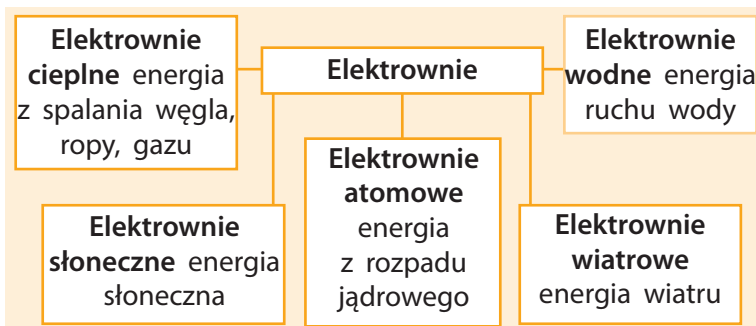 Elektrownie
cieplne energia
z spalania węgla,
ropy, gazu
Elektrownie
Elektrownie
wodne energia
ruchu wody
Elektrownie
słoneczne energia
słoneczna
Elektrownie
atomowe
energia
z rozpadu
jądrowego
Elektrownie
wiatrowe
energia wiatru